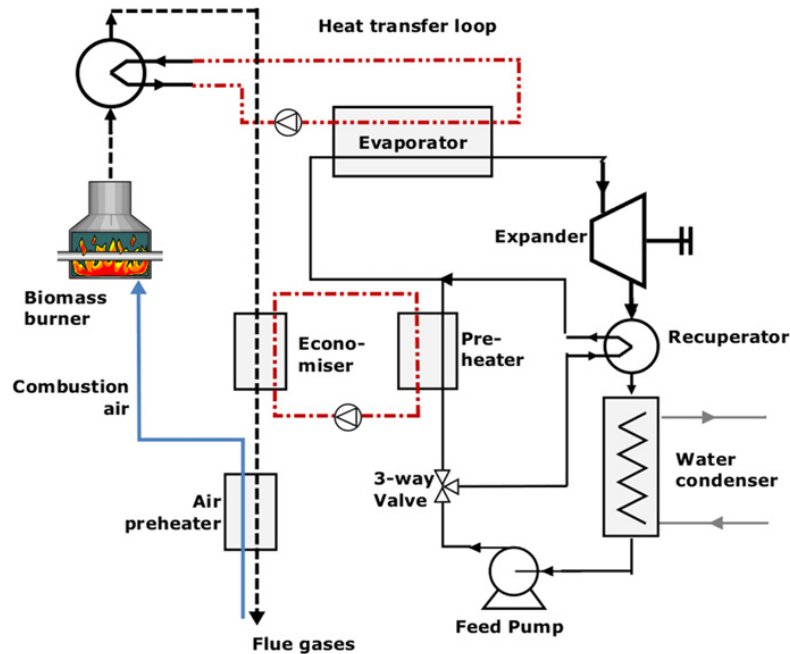 Heat transfer loop
Evaporator
Expander
Biomass
burner
Econo-
miser
Pre-
heater
Recuperator
Combustion
air
3-way
Valve
Water
condenser
Air
preheater
Feed Pump
Flue gases